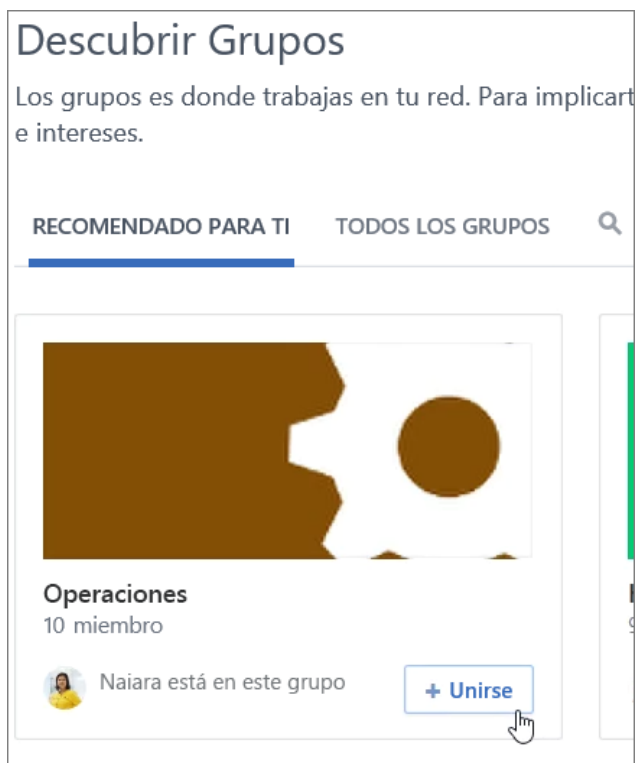 Descubrir Grupos
Los grupos es donde trabajas en tu red. Para implicart
e intereses.
RECOMENDADO PARA TI TODOS LOS GRUPOS
Operaciones
10 miembro
Naiara está en este grupo
+ Unirse